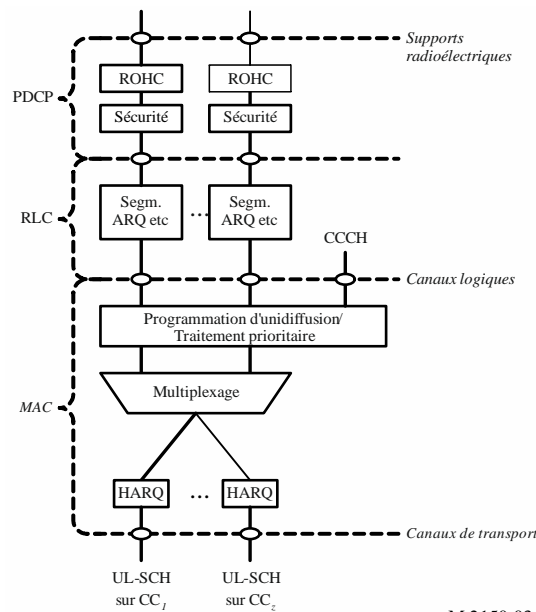 Supports
radioélectriques
ROHC
ROHC
PDCP
Sécurité
Sécurité
Segm.
ARQ etc
...
Segm.
ARQ etc
RLC
CCCH
Canaux logiques
Programmation d'unidiffusion/
Traitement prioritaire
Multiplexage
MAC
HARQ
...
HARQ
Canaux de transport
UL-SCH
sur CC1
UL-SCH
sur CCz